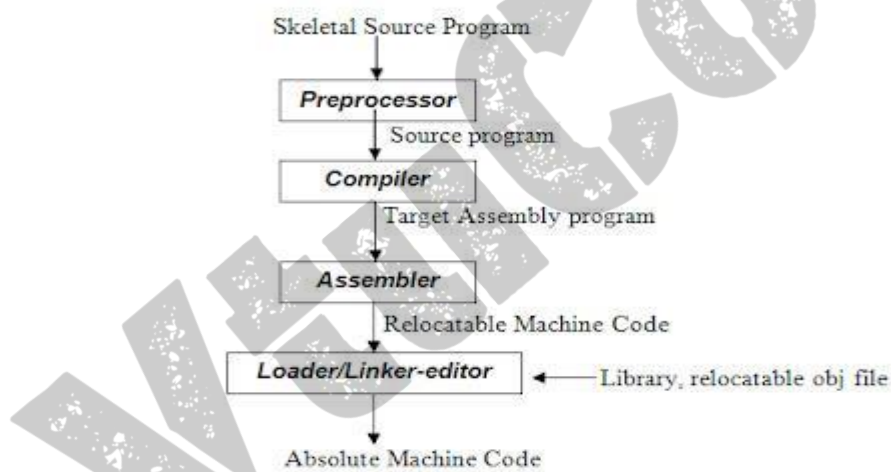 Skeletal Source Program
Preprocessor
Source program
Compiler
Target Assembly program
Assembler
Relocatable Machine Code
Loader/Linker-editor
Library, relocatable obj file
Absolute Machine Code